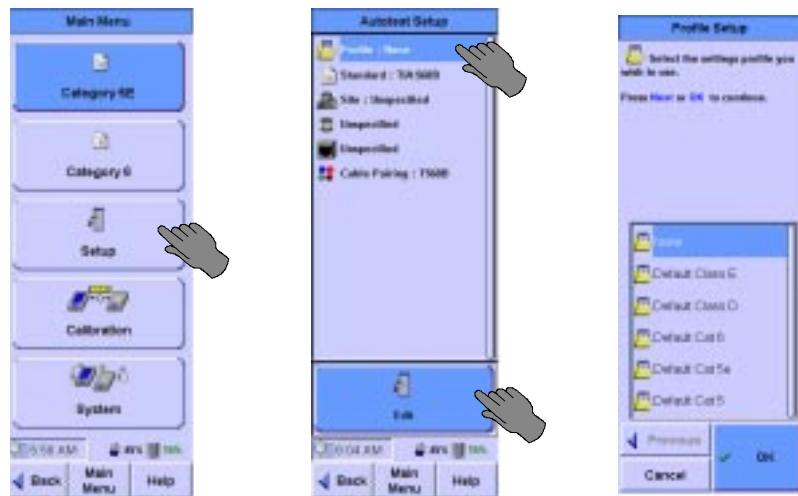 Main Menu
Category 5E
Category 6
Setup
Calibration
System
Back
Main
Menu
Help
Autotest Setup
Profile : None
Standard : TIA 568B
Site : Unspecified
Unspecified
Unspecified
Cable Pairing : T568B
Edit
6:04 AM
Back
Main
Menu
Help
Profile Setup
Select the settings profile you
wish to use.
Press Next or OK to continue.
None
Default Class E
Default Class D
Default Cat 6
Default Cat 5e
Default Cat 5
Previous
OK
Cancel